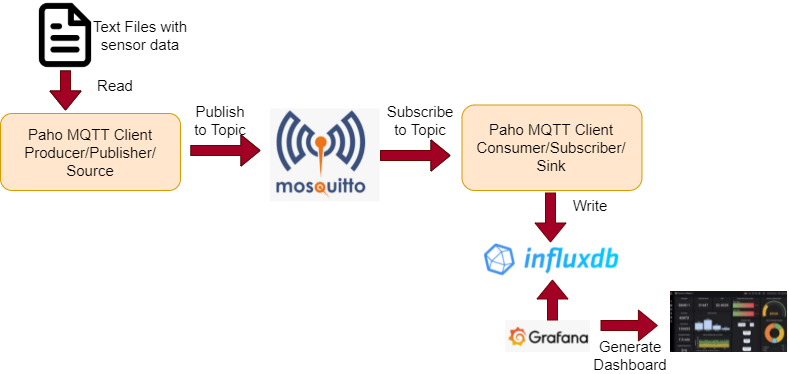 Text Files with
sensor data
Read
Paho MQTT Client
Producer/Publisher/
Source
Publish
to Topic
mosquitto
Subscribe
to Topic
Paho MQTT Client
Consumer/Subscriber/
Sink
Write
influxdb
Grafana
Generate
Dashboard